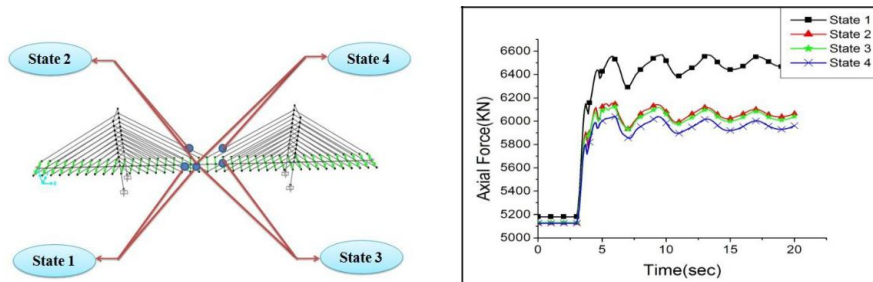 State 2
State 4
State 1
State 3
State 1
State 2
State 3
State 4
6600
6400
6200
6000
5800
5600
5400
5200
5000
Axial Force(KN)
0
5
10
15
20
Time(sec)